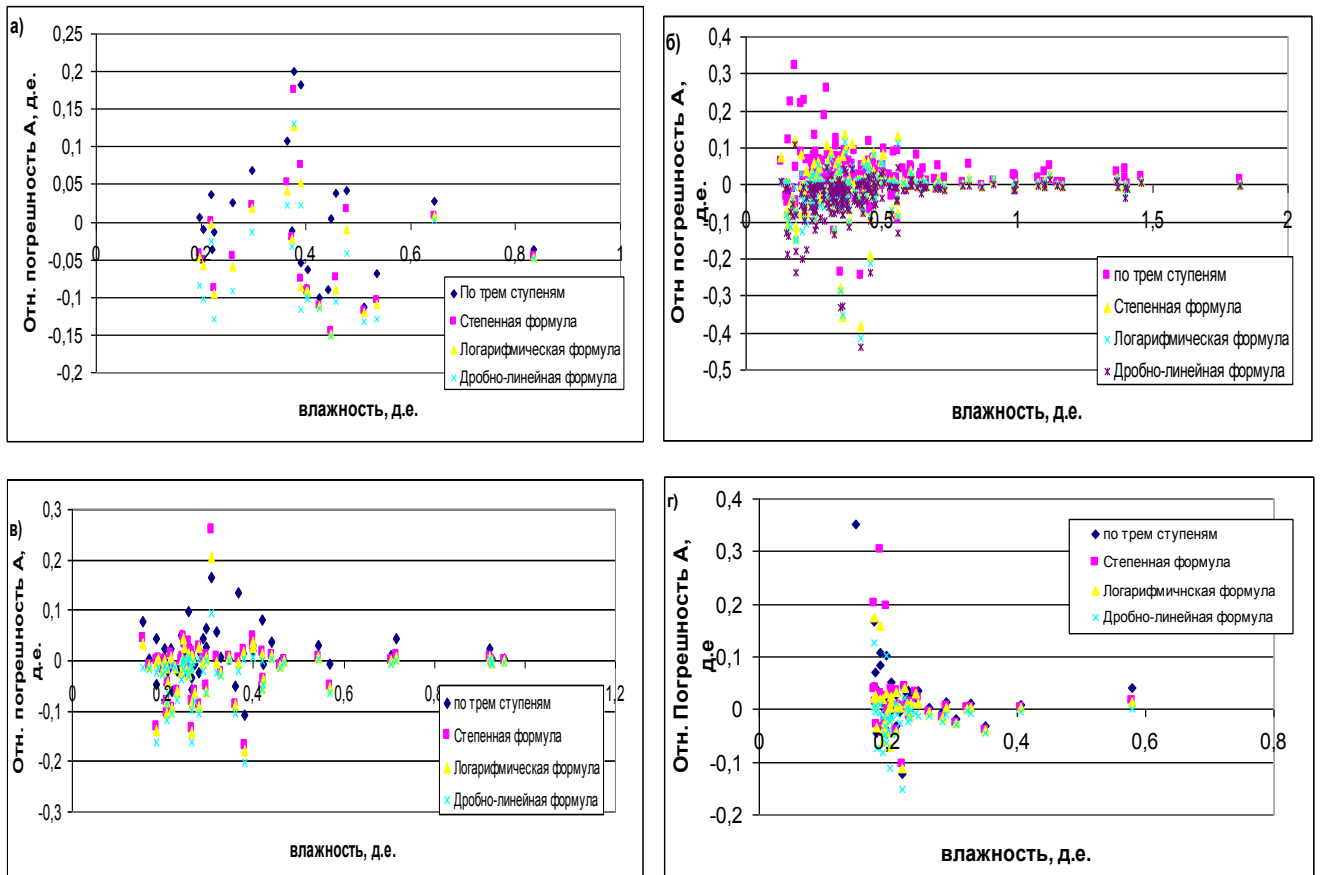 а)
Отн. погрешность А, д.е.
0,25
0,2
0,15
0,1
0,05
0
-0,05
-0,1
-0,15
-0,2
0
0,2
0,4
0,6
0,8
1
По трем ступеням
Степенная формула
Логарифмическая формула
Дробно-линейная формула
влажность, д.е.
б)
Отн погрешность А,
д.е.
0,4
0,3
0,2
0,1
0
-0,1
-0,2
-0,3
-0,4
-0,5
0
0,5
1
1,5
2
по трем ступеням
Степенная формула
Логарифмическая формула
Дробно-линейная формула
влажность, д.е.
в)
Отн. погрешность А,
д.е.
0,3
0,2
0,1
0
-0,1
-0,2
-0,3
0
0,2
0,4
0,6
0,8
1
1,2
по трем ступеням
Степенная формула
Логарифмическая формула
Дробно-линейная формула
влажность, д.е.
г)
Отн. Погрешность А,
д.е
0,4
0,3
0,2
0,1
0
-0,1
-0,2
0
0,2
0,4
0,6
0,8
по трем ступеням
Степенная формула
Логарифмичнская формула
Дробно-линейная формула
влажность, д.е.